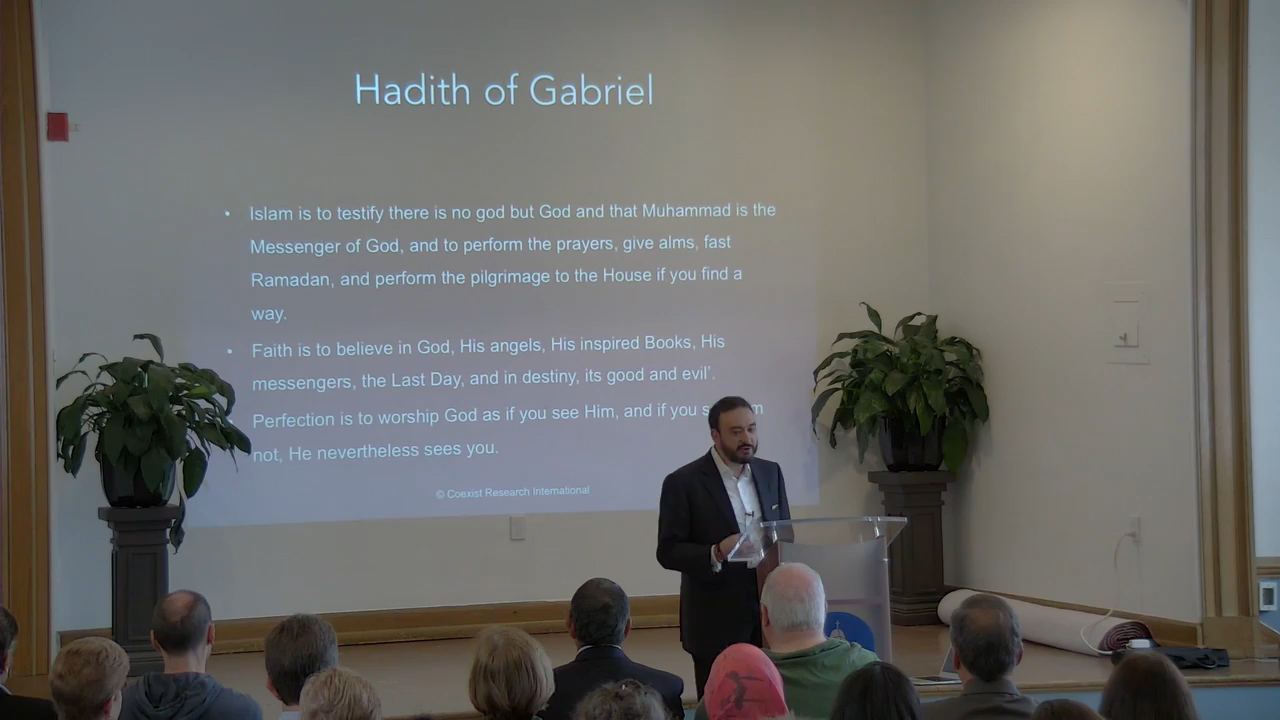 Hadith of Gabriel
• Islam is to testify there is no god but God and that Muhammad is the
Messenger of God, and to perform the prayers, give alms, fast
Ramadan, and perform the pilgrimage to the House if you find a
way.
• Faith is to believe in God, His angels, His inspired Books, His
messengers, the Last Day, and in destiny, its good and evil'.
Perfection is to worship God as if you see Him, and if you
not, He nevertheless sees you.
© Coexist Research International